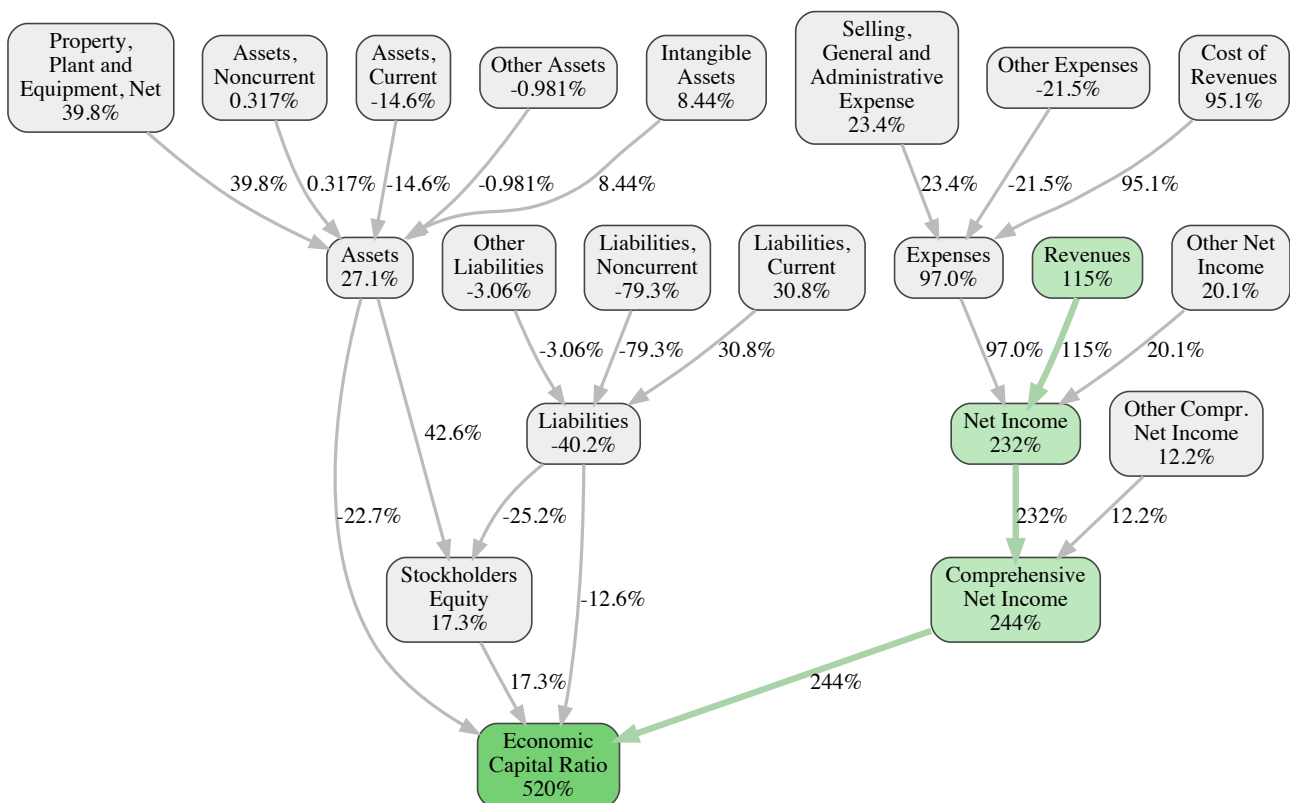 Property,
Plant and
Equipment, Net
39.8%
Assets,
Noncurrent
0.317%
Assets,
Current
-14.6%
Other Assets
-0.981%
Intangible
Assets
8.44%
Selling,
General and
Administrative
Expense
23.4%
Other Expenses
-21.5%
Cost of
Revenues
95.1%
39.8%
0.317%
-14.6%
-0.981%
8.44%
23.4%
-21.5%
95.1%
Assets
27.1%
Other
Liabilities
-3.06%
Liabilities,
Noncurrent
-79.3%
Liabilities,
Current
30.8%
Expenses
97.0%
Revenues
115%
Other Net
Income
20.1%
-3.06%
-79.3%
30.8%
97.0%
115%
20.1%
42.6%
Liabilities
-40.2%
Net Income
232%
Other Compr.
Net Income
12.2%
-22.7%
-25.2%
232%
12.2%
Stockholders
Equity
17.3%
-12.6%
Comprehensive
Net Income
244%
17.3%
244%
Economic
Capital Ratio
520%